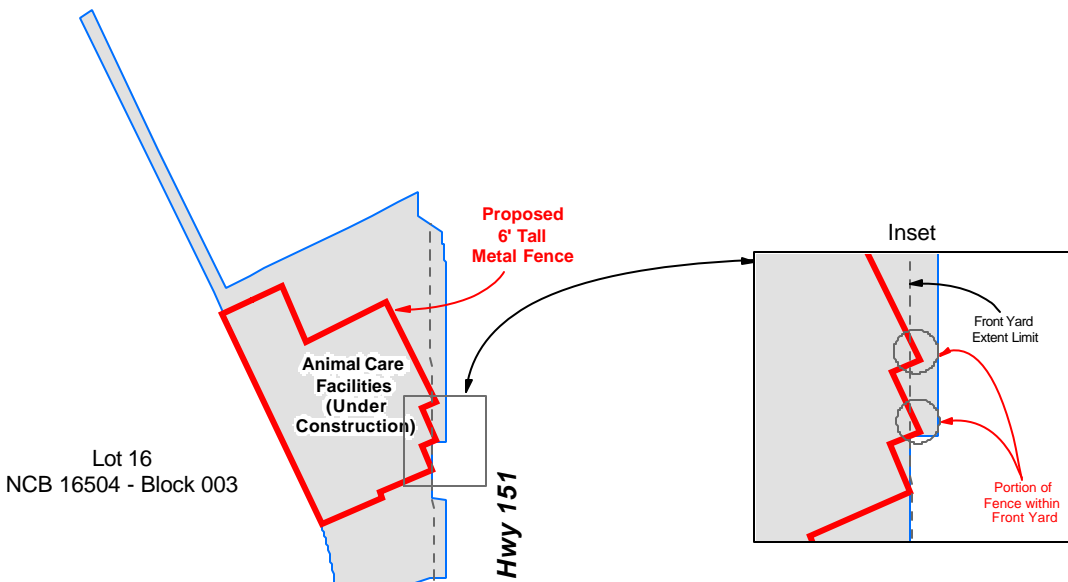 Proposed
6' Tall
Metal Fence
Inset
Front Yard
Extent Limit
Animal Care
Facilities
(Under
Construction)
Lot 16
NCB 16504 - Block 003
Hwy 151
Portion of
Fence within
Front Yard